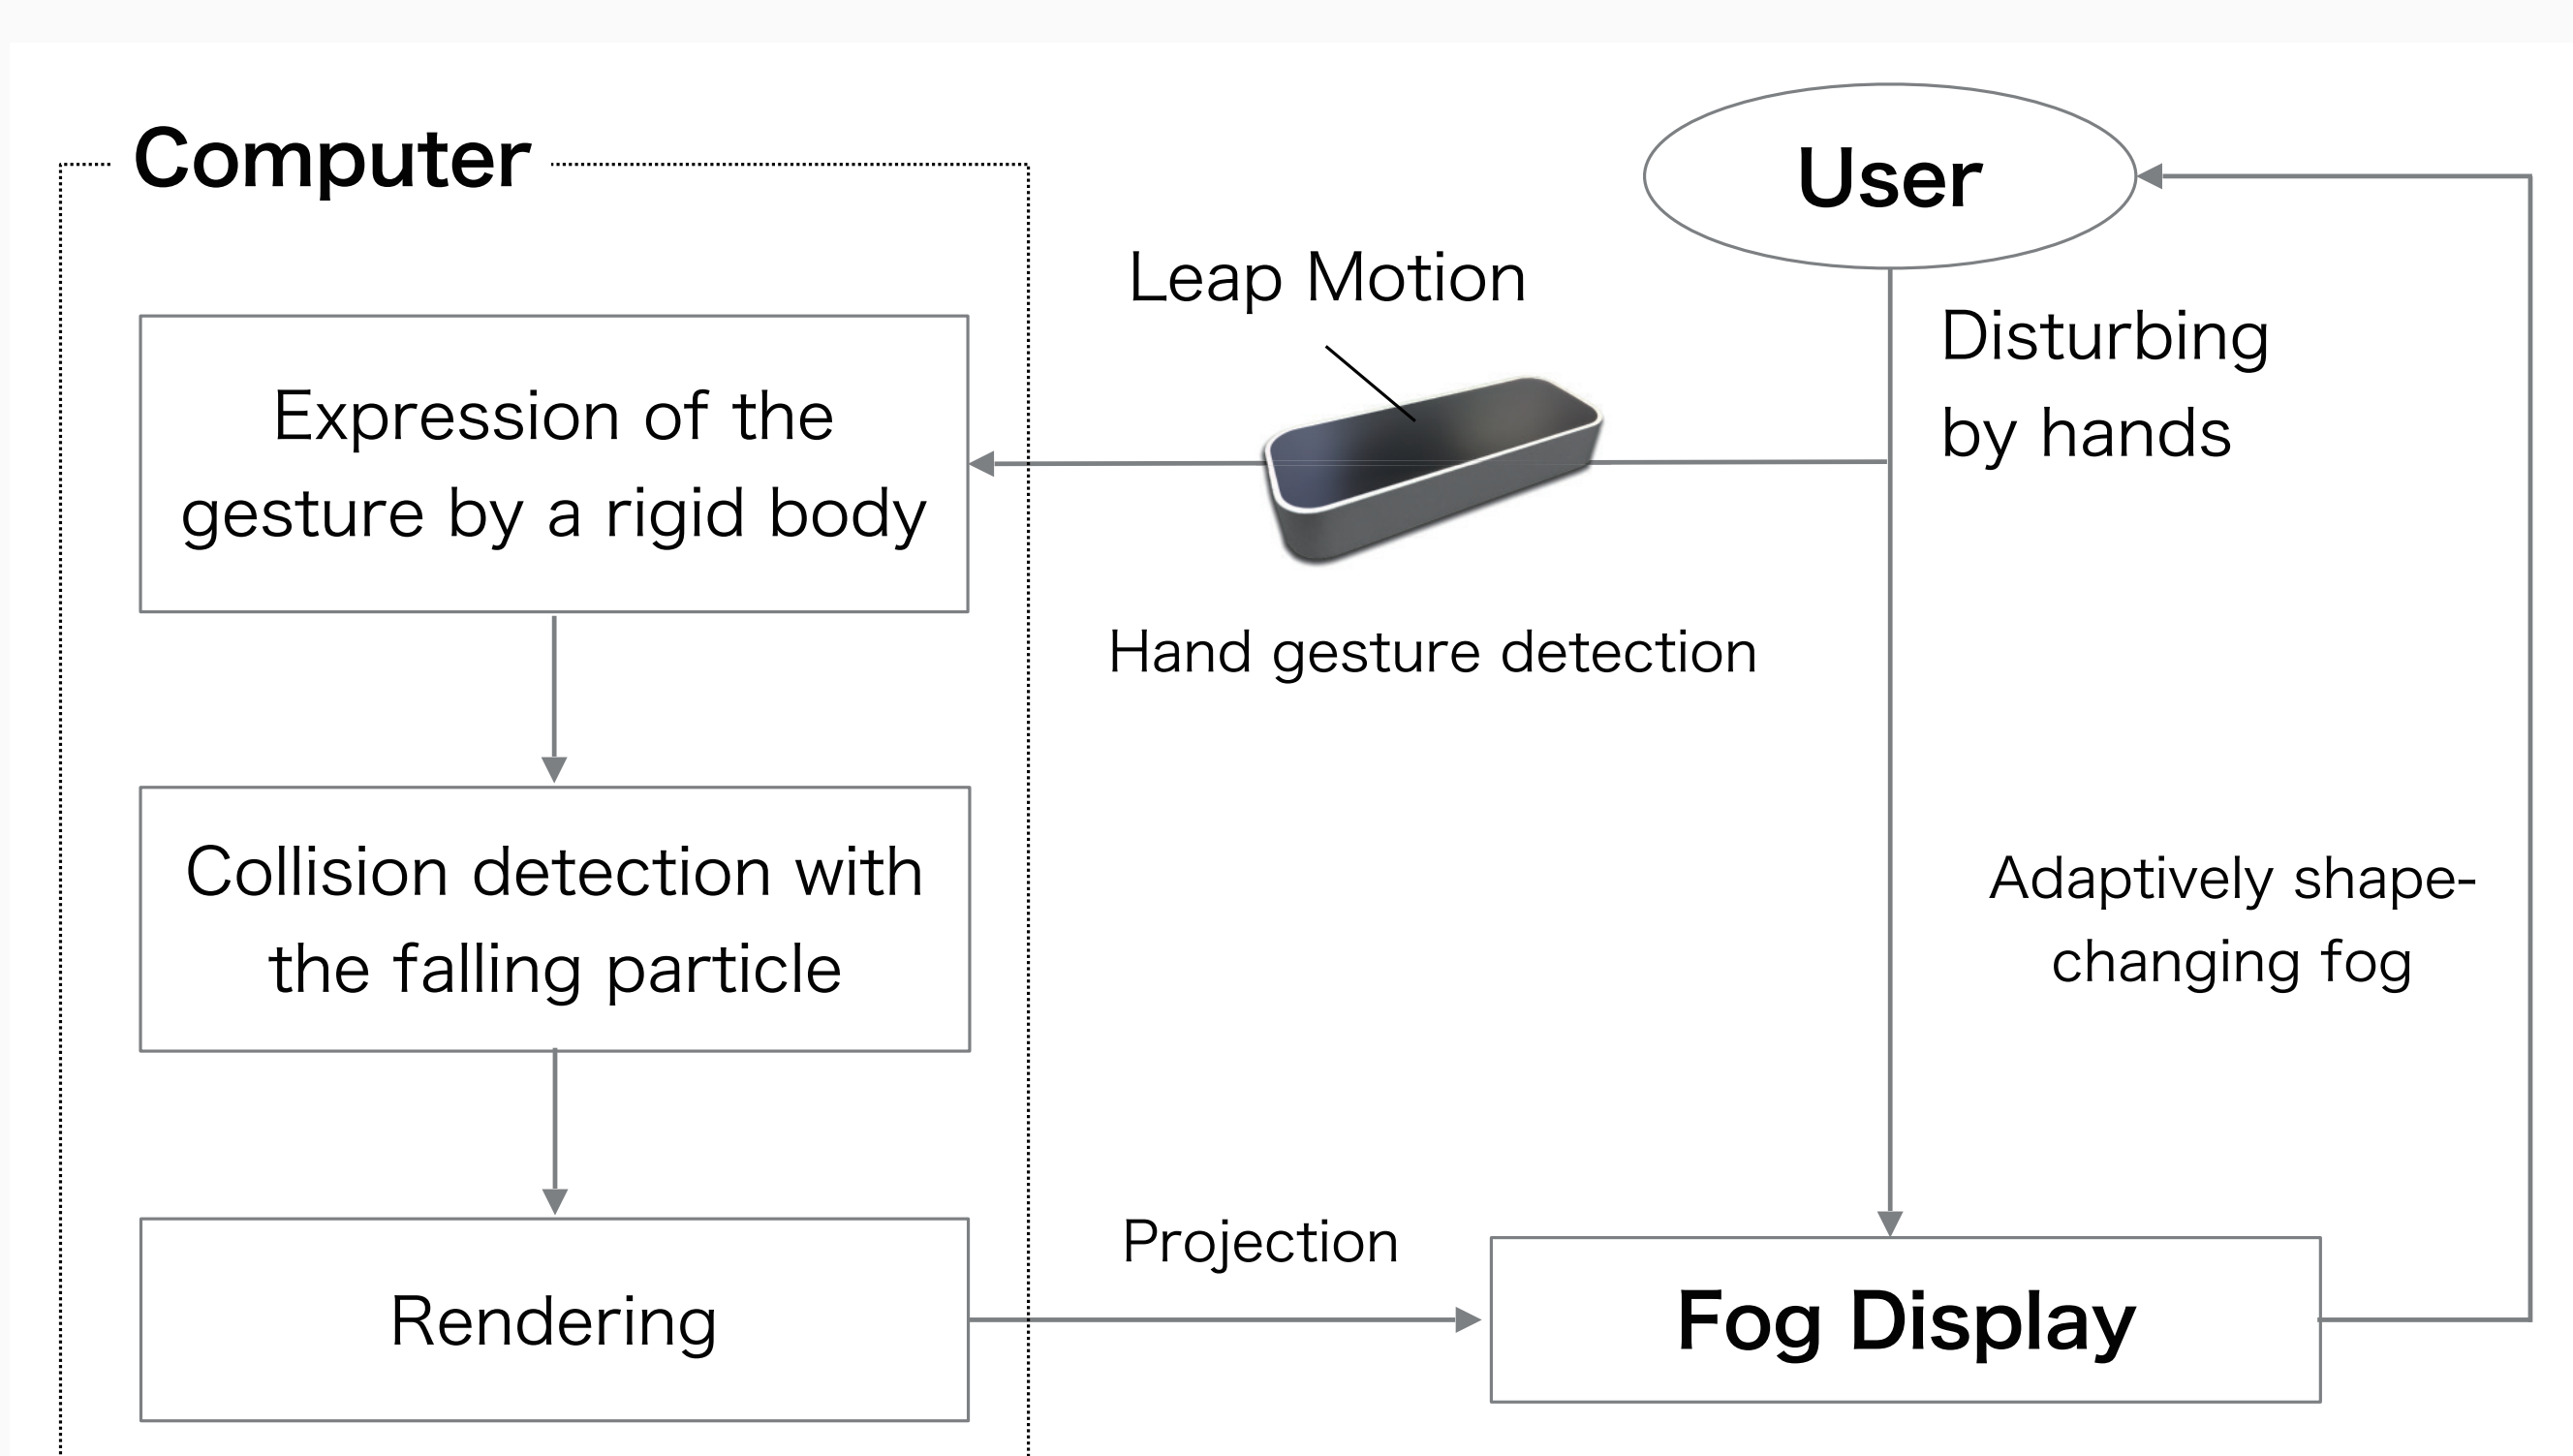 Computer
User
Leap Motion
Disturbing
by hands
Expression of the
gesture by a rigid body
Hand gesture detection
Collision detection with
the falling particle
Adaptively shape-
changing fog
Projection
Rendering
Fog Display